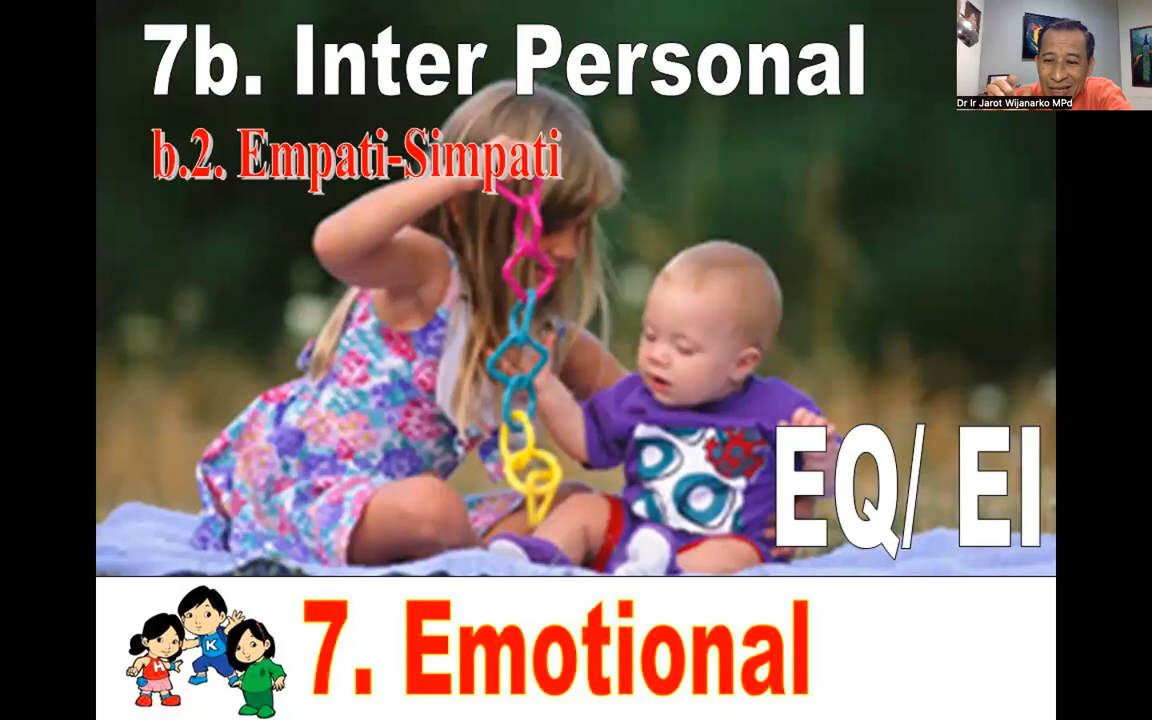 7b. Inter Personal
Dr Ir Jarot Wijanarko MPd
b.2. Empati-Simpati
EQ/ EI
H
K
7. Emotional